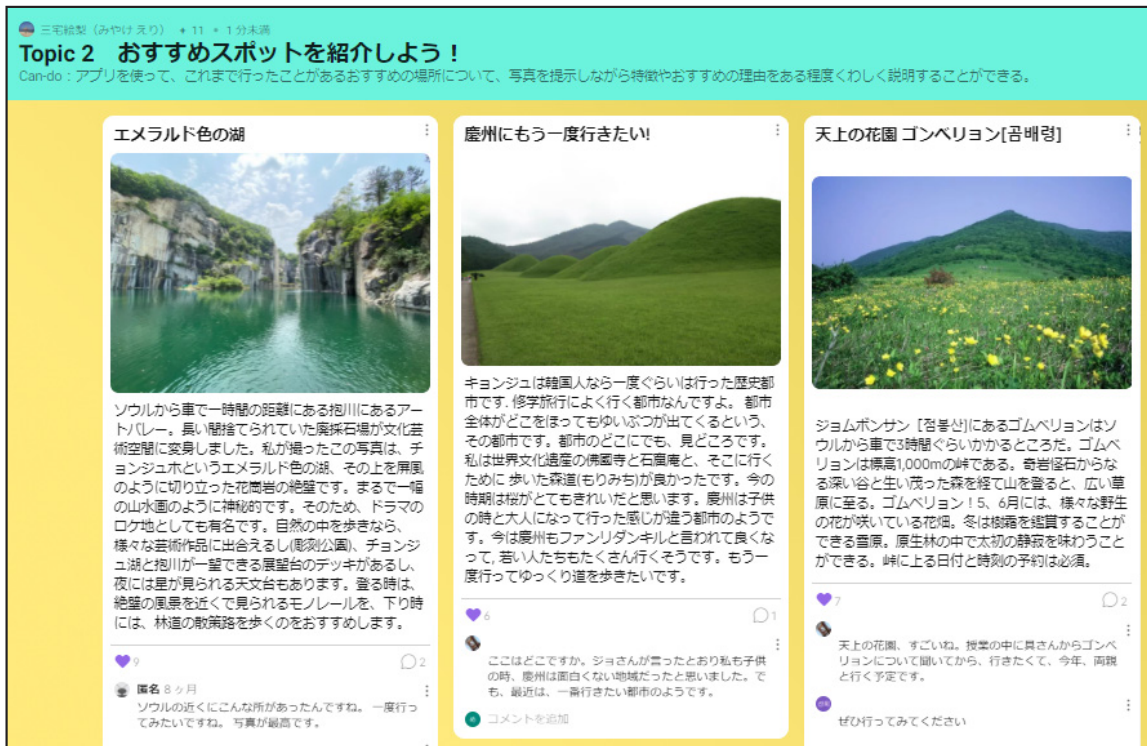 三宅絵梨（みやけ えり） + 11 • 1 分未満
Topic 2　おすすめスポットを紹介しよう！
Can-do：アプリを使って、これまで行ったことがあるおすすめの場所について、写真を提示しながら特徴やおすすめの理由をある程度くわしく説明することができる。
エメラルド色の湖
ソウルから車で一時間の距離にある抱川にあるアー
トバレー。長い間捨てられていた廃採石場が文化芸
術空間に変身しました。私が撮ったこの写真は、チ
ョンジュホというエメラルド色の湖、その上を屏風
のように切り立った花崗岩の絶壁です。まるで一幅
の山水画のように神秘的です。そのため、ドラマの
ロケ地としても有名です。自然の中を歩きなら、
様々な芸術作品に出合えるし(彫刻公園)、チョンジ
ュ湖と抱川が一望できる展望台のデッキがあるし、
夜には星が見られる天文台もあります。登る時は、
絶壁の風景を近くで見られるモノレールを、下り時
には、林道の散策路を歩くのをおすすめします。
9
2
匿名 8 ヶ月
ソウルの近くにこんな所があったんですね。 一度行っ
てみたいですね。 写真が最高です。
慶州にもう一度行きたい!
キョンジュは韓国人なら一度ぐらいは行った歴史都
市です. 修学旅行によく行く都市なんですよ。 都市
全体がどこをほってもゆいぶつが出てくるという、
その都市です。都市のどこにでも、見どころです。
私は世界文化遺産の佛國寺と石窟庵と、そこに行く
ために 歩いた森道(もりみち)が良かったです。今の
時期は桜がとてもきれいだと思います。慶州は子供
の時と大人になって行った感じが違う都市のようで
す。今は慶州もファンリダンキルと言われて良くな
って, 若い人たちもたくさん行くそうです。もう一
度行ってゆっくり道を歩きたいです。
6
1
ここはどこですか。ジョさんが言ったとおり私も子供
の時、慶州は面白くない地域だったと思いました。で
も、最近は、一番行きたい都市のようです。
コメントを追加
天上の花園 ゴンベリョン[곰배령]
ジョムボンサン［점봉산]にあるゴムベリョンはソ
ウルから車で3時間ぐらいかかるところだ。ゴムベ
リョンは標高1,000mの峠である。奇岩怪石からな
る深い谷と生い茂った森を経て山を登ると、広い草
原に至る。ゴムベリョン！5、6月には、様々な野生
の花が咲いている花畑。冬は樹霜を鑑賞することが
できる雪原。原生林の中で太初の静寂を味わうこと
ができる。峠に上る日付と時刻の予約は必須。
7
2
天上の花園、すごいね。授業の中に具さんからゴンベ
リョンについて聞いてから、行きたくて、今年、両親
と行く予定です。
ぜひ行ってみてください